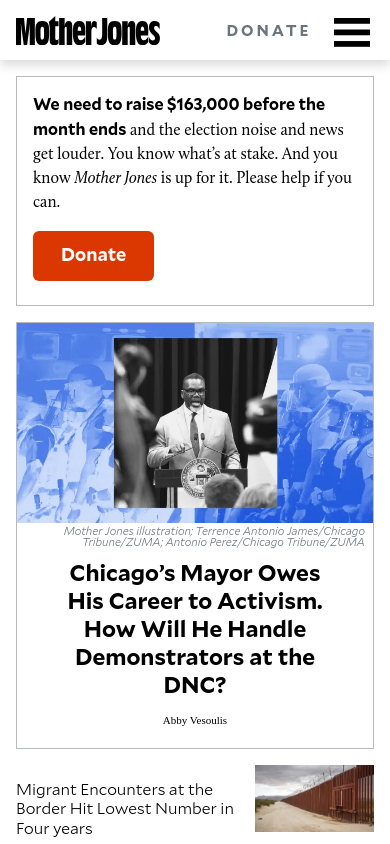 Mother Jones
DONATE
We need to raise $163,000 before the
month ends and the election noise and news
get louder. You know what’s at stake. And you
know Mother Jones is up for it. Please help if you
can.
Donate
Mother Jones illustration; Terrence Antonio James/Chicago
Tribune/ZUMA; Antonio Perez/Chicago Tribune/ZUMA
Chicago’s Mayor Owes
His Career to Activism.
How Will He Handle
Demonstrators at the
DNC?
Abby Vesoulis
Migrant Encounters at the
Border Hit Lowest Number in
Four years